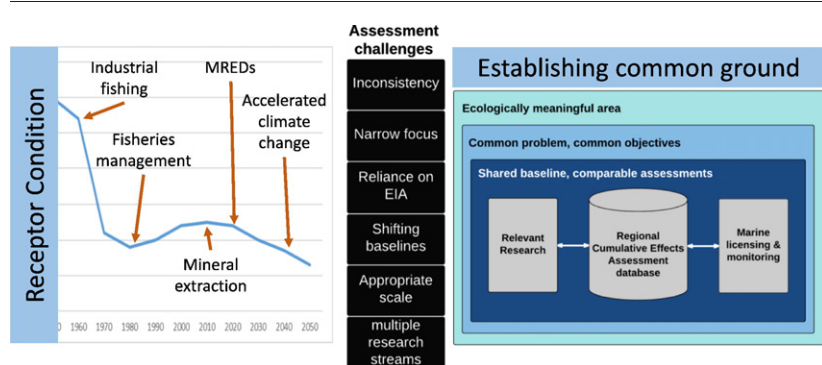 Receptor Condition
Industrial
fishing
MREDs
Accelerated
climate
change
Fisheries
management
Mineral
extraction
0 1960 1970 1980 1990 2000 2010 2020 2030 2040 2050
Assessment
challenges
Inconsistency
Narrow focus
Reliance on
EIA
Shifting
baselines
Appropriate
scale
multiple
research
streams
Establishing common ground
Ecologically meaningful area
Common problem, common objectives
Shared baseline, comparable assessments
Relevant
Research
Regional
Cumulative Effects
Assessment
database
Marine
licensing &
monitoring